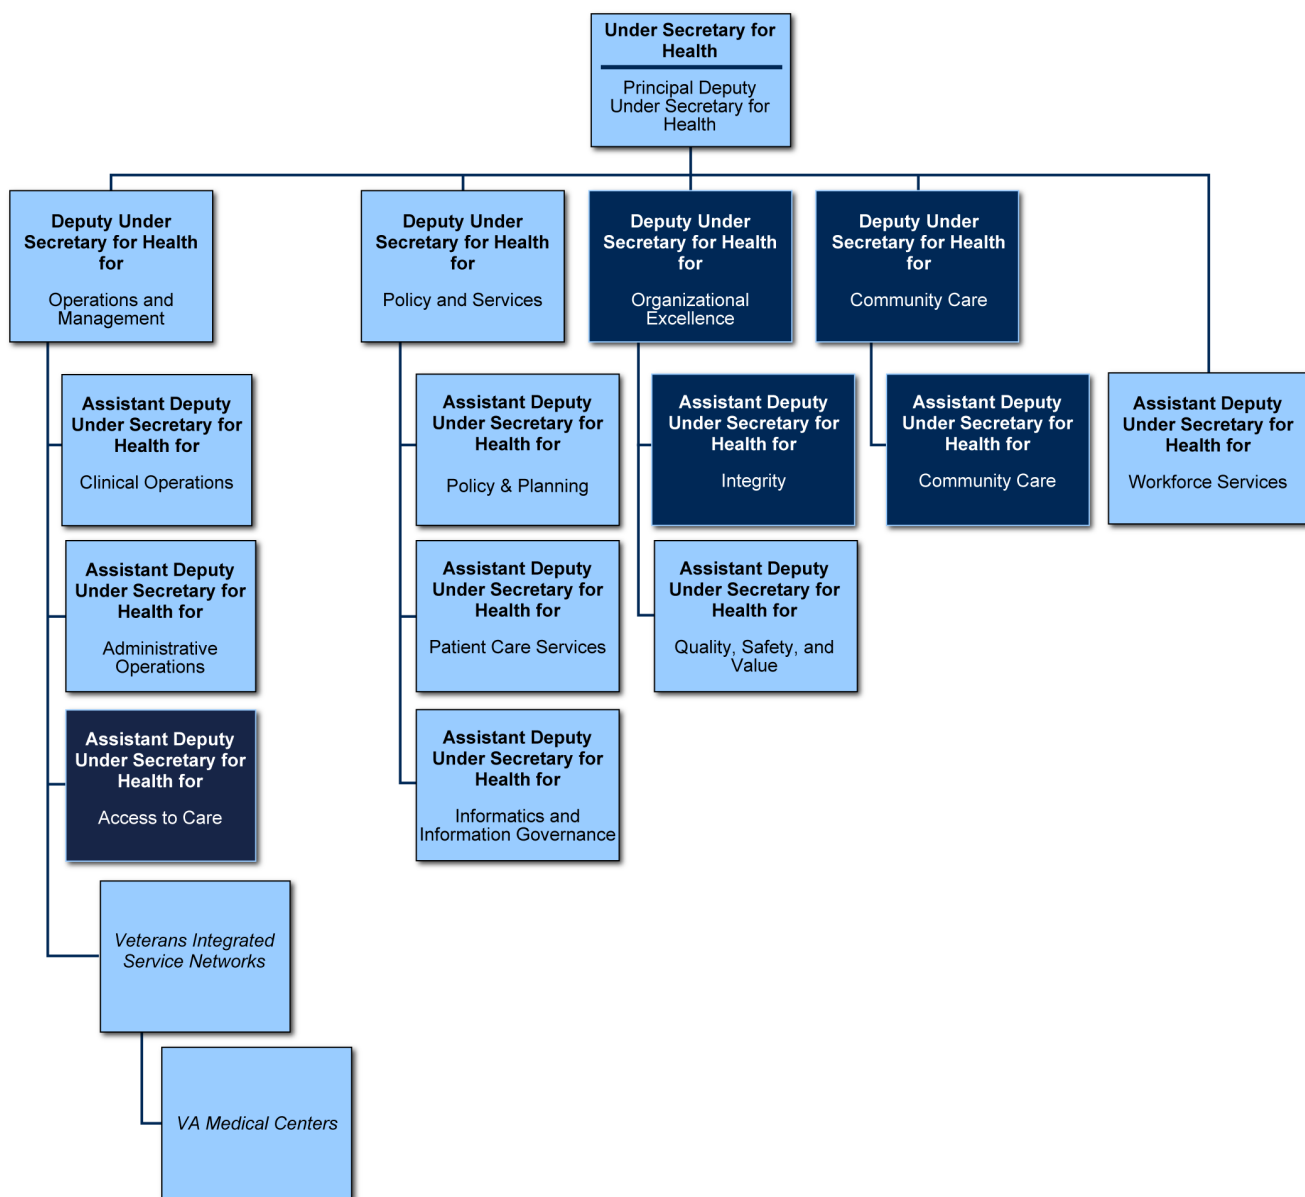 Under Secretary for
Health
Principal Deputy
Under Secretary for
Health
Deputy Under
Secretary for Health
for
Operations and
Management
Deputy Under
Secretary for Health
for
Policy and Services
Deputy Under
Secretary for Health
for
Organizational
Excellence
Deputy Under
Secretary for Health
for
Community Care
Assistant Deputy
Under Secretary for
Health for
Clinical Operations
Assistant Deputy
Under Secretary for
Health for
Policy & Planning
Assistant Deputy
Under Secretary for
Health for
Integrity
Assistant Deputy
Under Secretary for
Health for
Community Care
Assistant Deputy
Under Secretary for
Health for
Workforce Services
Assistant Deputy
Under Secretary for
Health for
Administrative
Operations
Assistant Deputy
Under Secretary for
Health for
Patient Care Services
Assistant Deputy
Under Secretary for
Health for
Quality, Safety, and
Value
Assistant Deputy
Under Secretary for
Health for
Access to Care
Assistant Deputy
Under Secretary for
Health for
Informatics and
Information Governance
Veterans Integrated
Service Networks
VA Medical Centers